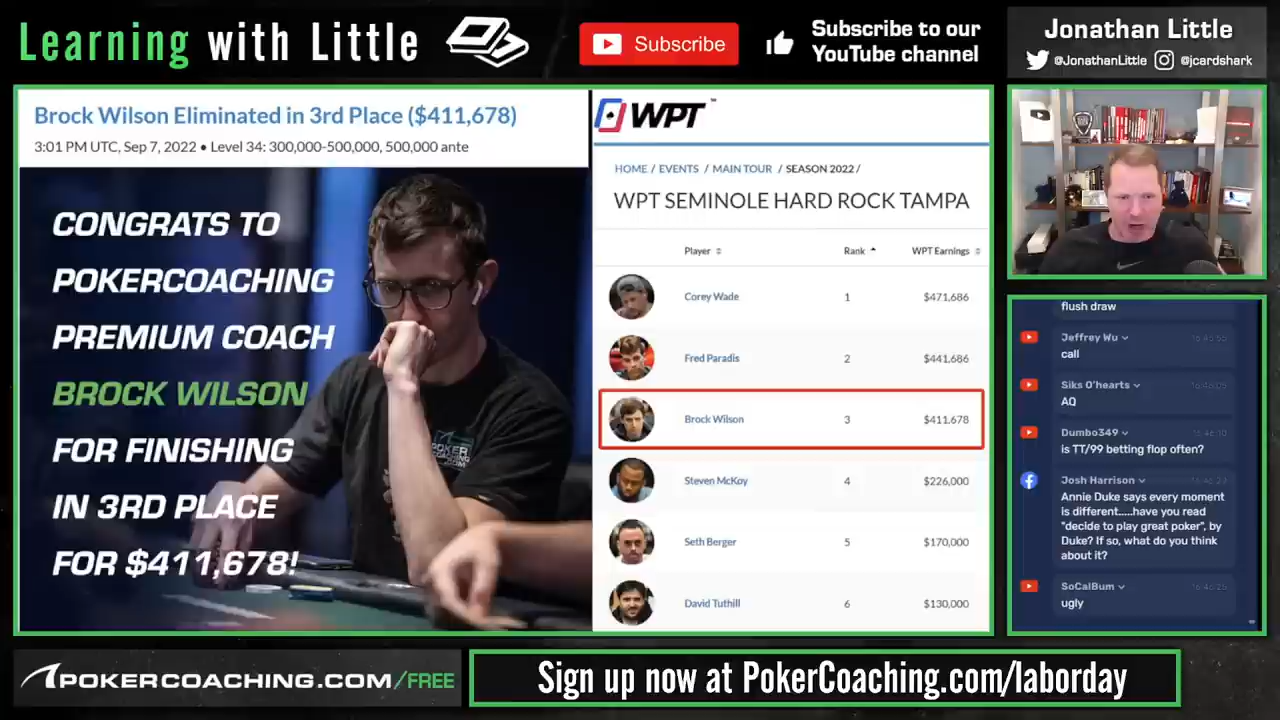 Learning with Little
Subscribe
Subscribe to our
YouTube channel
Jonathan Little
@JonathanLittle
@jcardshark
Brock Wilson Eliminated in 3rd Place ($411,678)
3:01 PM UTC, Sep 7, 2022 • Level 34: 300,000-500,000, 500,000 ante
CONGRATS TO
POKERCOACHING
PREMIUM COACH
BROCK WILSON
FOR FINISHING
IN 3RD PLACE
FOR $411,678!
POKER
COACHING
.COM
WPT
HOME / EVENTS / MAIN TOUR / SEASON 2022 /
WPT SEMINOLE HARD ROCK TAMPA
Player Rank WPT Earnings
Corey Wade 1 $471,686
Fred Paradis 2 $441,686
Brock Wilson 3 $411,678
Steven McKoy 4 $226,000
Seth Berger 5 $170,000
David Tuthill 6 $130,000
flush draw
Jeffrey Wu
call
Siks O'hearts
AQ
Dumbo349
is TT/99 betting flop often?
Josh Harrison
Annie Duke says every moment
is different.....have you read
"decide to play great poker", by
Duke? If so, what do you think
about it?
SoCalBum
ugly
POKERCOACHING.COM/FREE
Sign up now at PokerCoaching.com/laborday